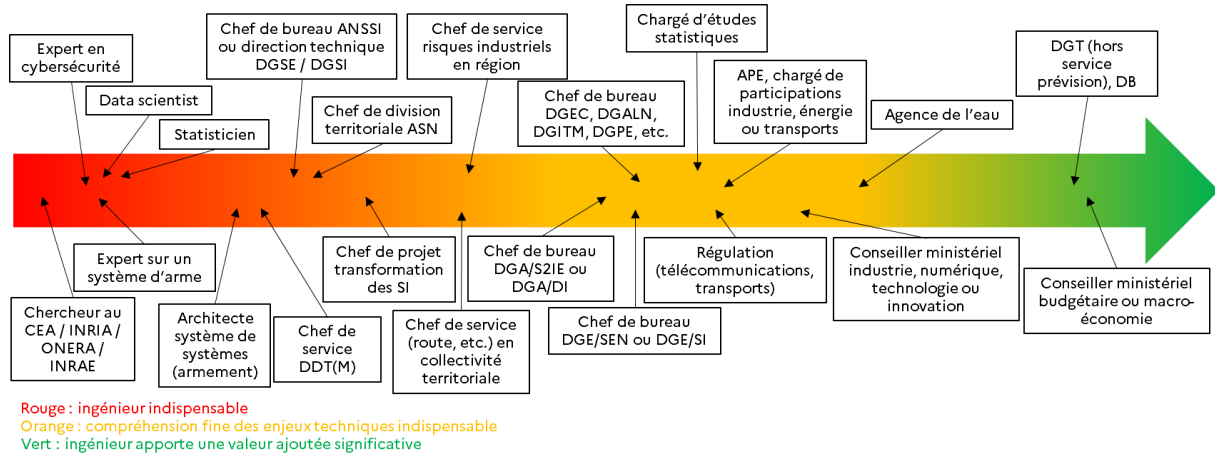 Expert en
cybersécurité
Data scientist
Statisticien
Chef de bureau ANSSI
ou direction technique
DGSE / DGSI
Chef de division
territoriale ASN
Chef de service
risques industriels
en région
Chef de bureau
DGEC, DGALN,
DGITM, DGPE, etc.
Chargé d'études
statistiques
APE, chargé de
participations
industrie, énergie
ou transports
Agence de l'eau
DGT (hors
service
prévision), DB
Chercheur au
CEA / INRIA /
ONERA /
INRAE
Expert sur un
système d'arme
Architecte
système de
systèmes
(armement)
Chef de
service
DDT(M)
Chef de projet
transformation
des SI
Chef de service
(route, etc.) en
collectivité
territoriale
Chef de bureau
DGA/S2IE ou
DGA/DI
Chef de bureau
DGE/SEN ou DGE/SI
Régulation
(télécommunications,
transports)
Conseiller ministériel
industrie, numérique,
technologie ou
innovation
Conseiller ministériel
budgétaire ou macro-
économie
Rouge : ingénieur indispensable
Orange : compréhension fine des enjeux techniques indispensable
Vert : ingénieur apporte une valeur ajoutée significative